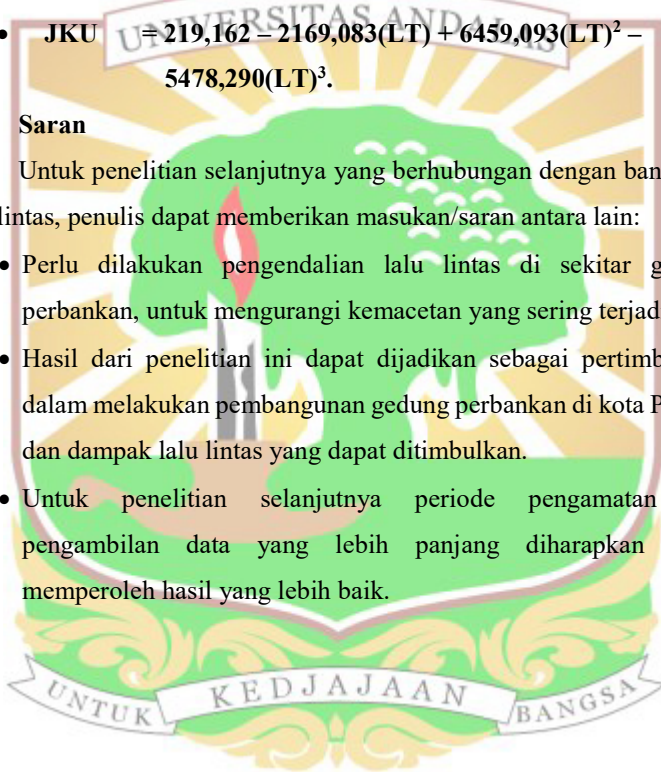 UNIVERSITAS ANDALAS
• JKU = 219,162 – 2169,083(LT) + 6459,093(LT)² –
5478,290(LT)³.
Saran
Untuk penelitian selanjutnya yang berhubungan dengan ban
lintas, penulis dapat memberikan masukan/saran antara lain:
• Perlu dilakukan pengendalian lalu lintas di sekitar g
perbankan, untuk mengurangi kemacetan yang sering terjad
• Hasil dari penelitian ini dapat dijadikan sebagai pertimb
dalam melakukan pembangunan gedung perbankan di kota P
dan dampak lalu lintas yang dapat ditimbulkan.
• Untuk penelitian selanjutnya periode pengamatan
pengambilan data yang lebih panjang diharapkan
memperoleh hasil yang lebih baik.
UNTUK KEDJAJAAN BANGSA